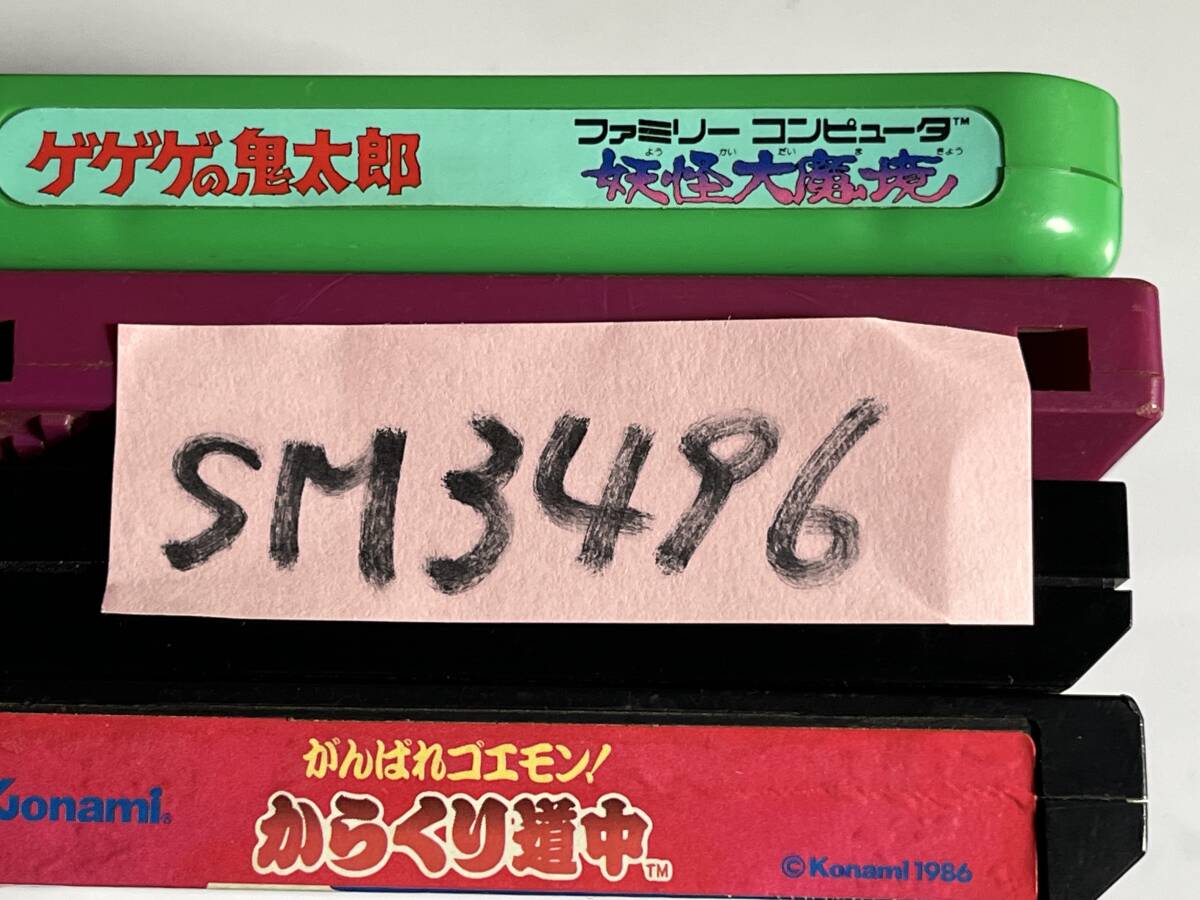 ゲゲゲの鬼太郎
ファミリー コンピュータ™
よう かい だい ま きょう
妖怪大魔境
SM3496
Konami®
がんばれゴエモン!
からくり道中™
©Konami 1986